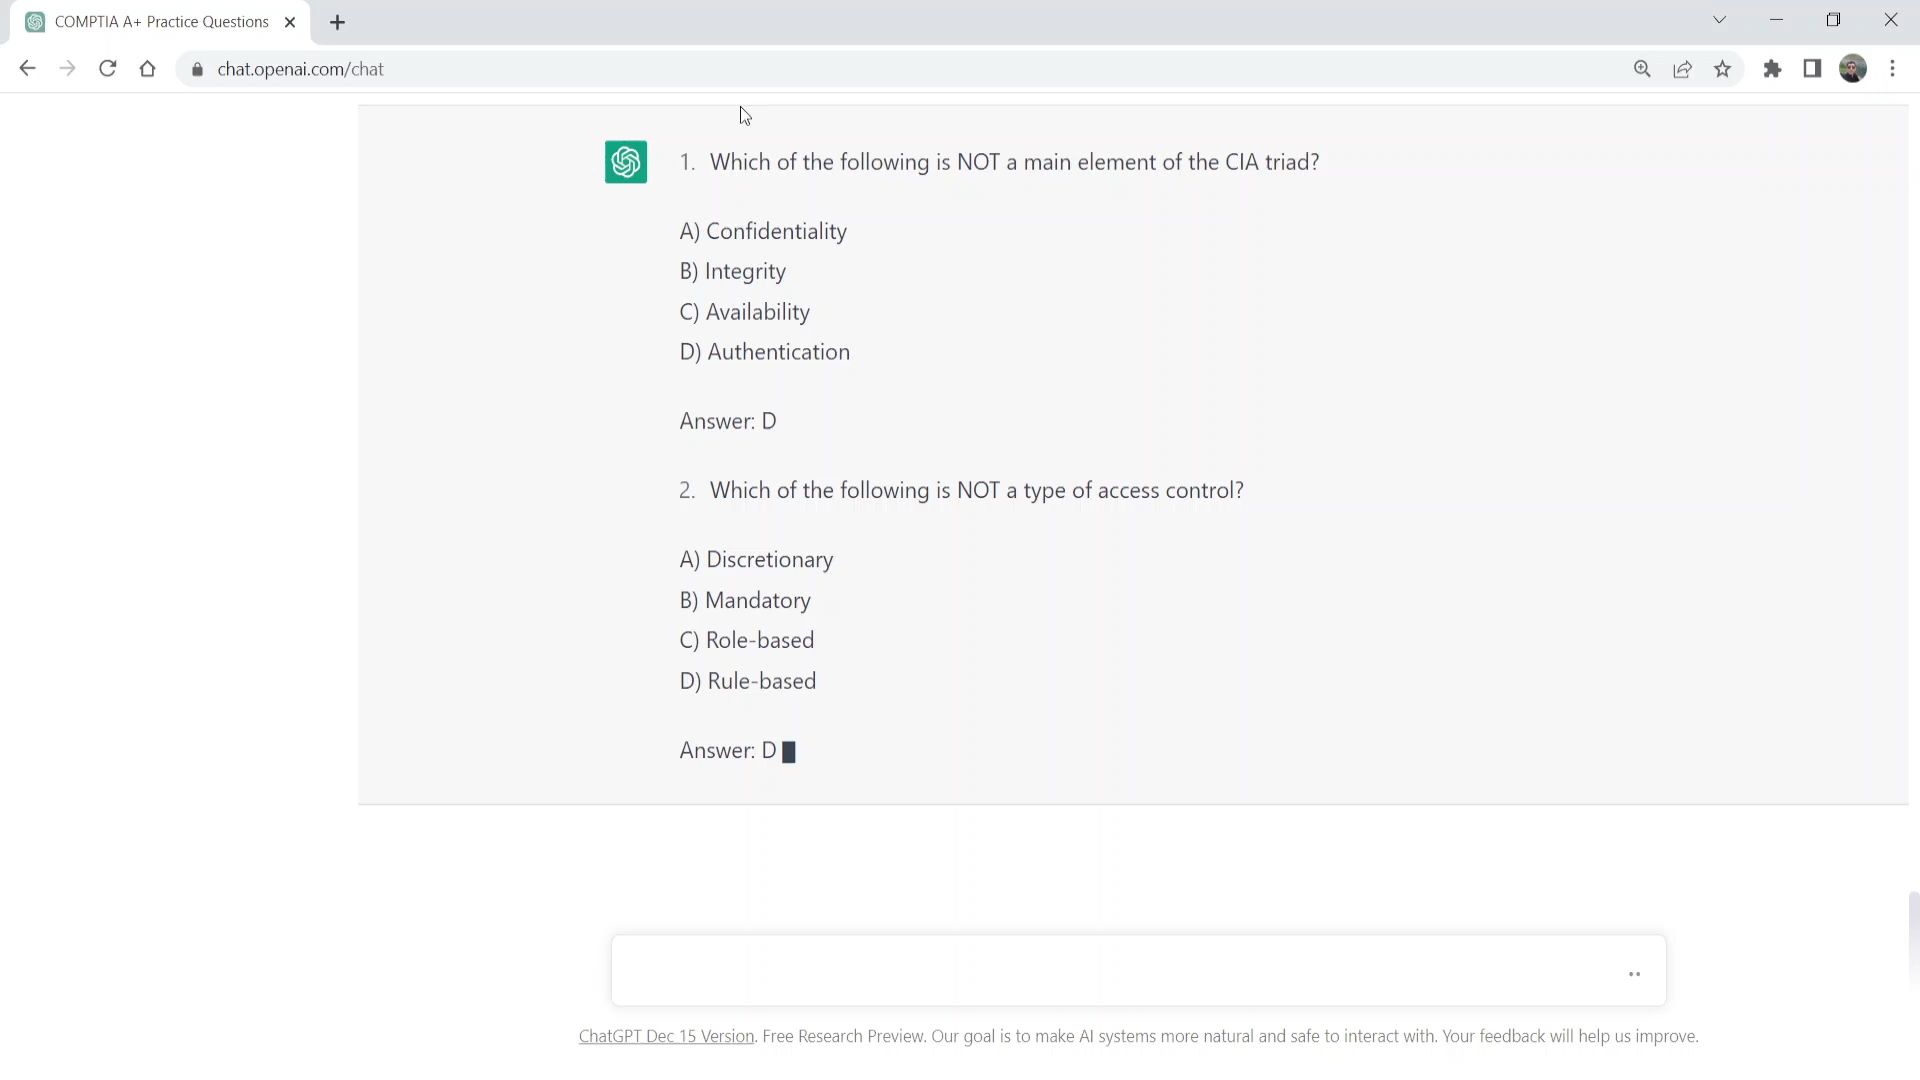 COMPTIA A+ Practice Questions
chat.openai.com/chat
1. Which of the following is NOT a main element of the CIA triad?
A) Confidentiality
B) Integrity
C) Availability
D) Authentication
Answer: D
2. Which of the following is NOT a type of access control?
A) Discretionary
B) Mandatory
C) Role-based
D) Rule-based
Answer: D
ChatGPT Dec 15 Version. Free Research Preview. Our goal is to make AI systems more natural and safe to interact with. Your feedback will help us improve.